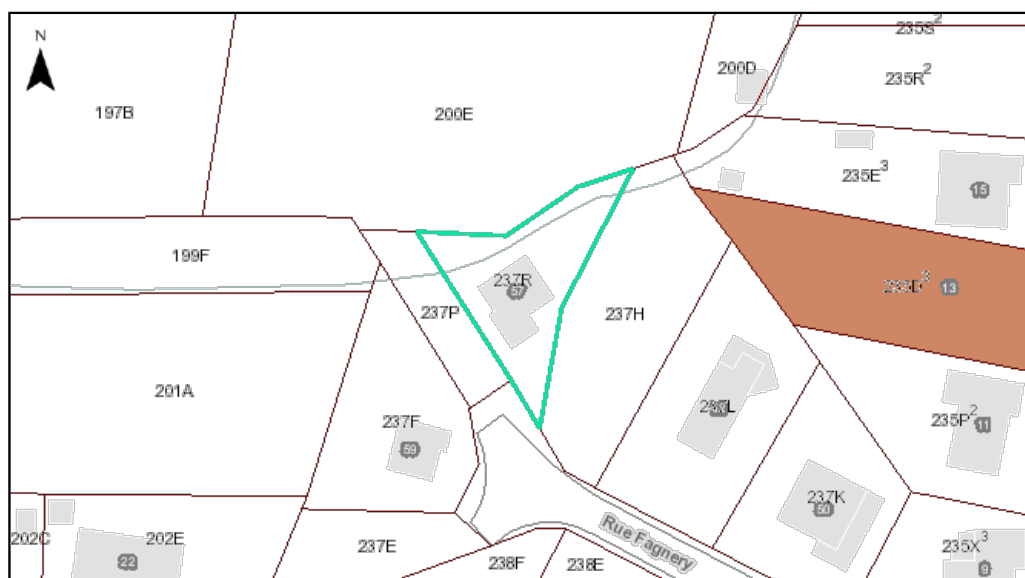 N
235S²
200D
235R²
197B
200E
235E³
15
199F
237R
57
235D³
13
237P
237H
201A
237F
59
235P²
11
237K
50
Rue Fagnery
202C
202E
22
237E
238F
238E
235X³
9